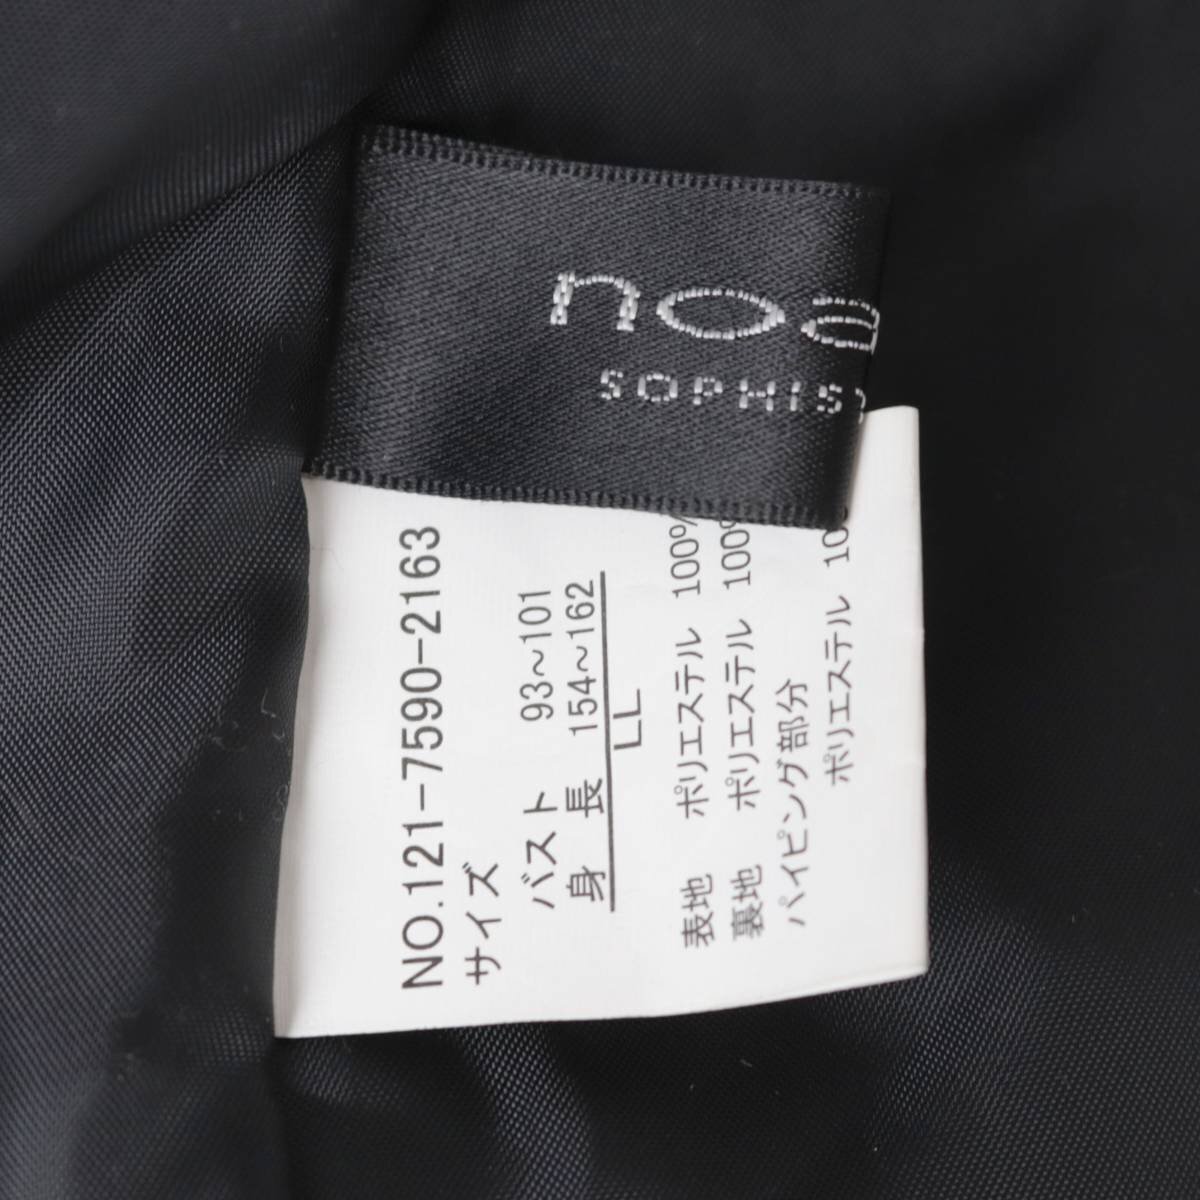 noa
SOPHIS
NO.121-7590-2163
サイズ
バスト 93~101
身 長 154~162
LL
表地 ポリエステル 100%
裏地 ポリエステル 100%
パイピング部分
ポリエステル 10